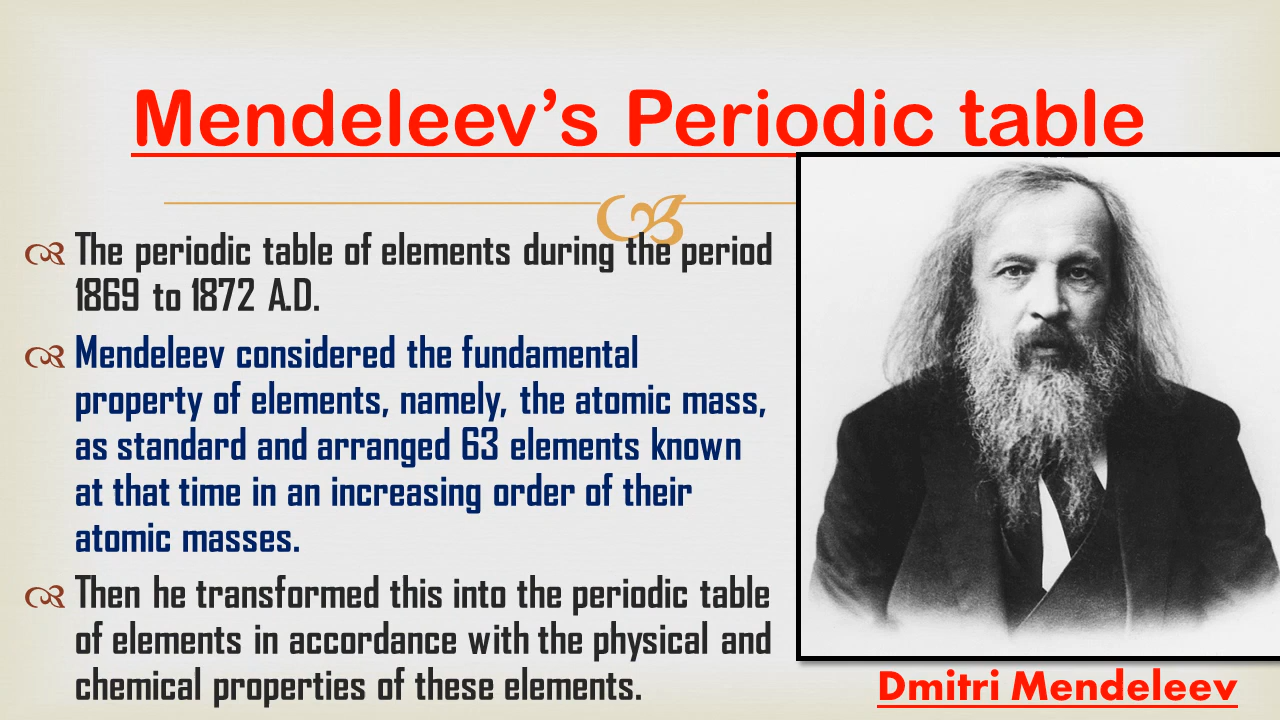 Mendeleev’s Periodic table
The periodic table of elements during the period
1869 to 1872 A.D.
Mendeleev considered the fundamental
property of elements, namely, the atomic mass,
as standard and arranged 63 elements known
at that time in an increasing order of their
atomic masses.
Then he transformed this into the periodic table
of elements in accordance with the physical and
chemical properties of these elements.
Dmitri Mendeleev